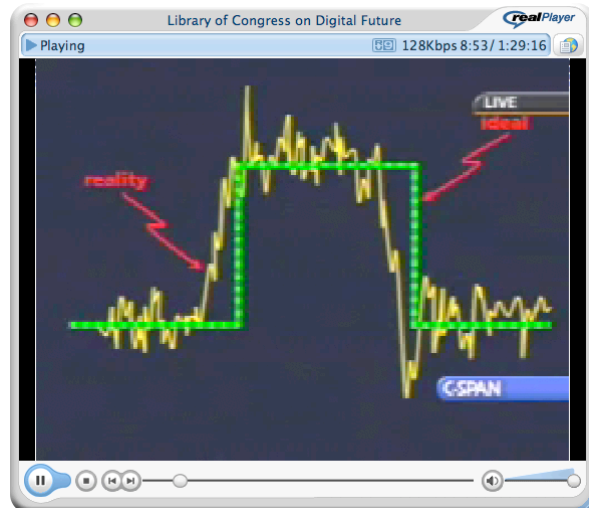 Library of Congress on Digital Future
realPlayer
Playing
128Kbps 8:53/ 1:29:16
LIVE
ideal
reality
C-SPAN